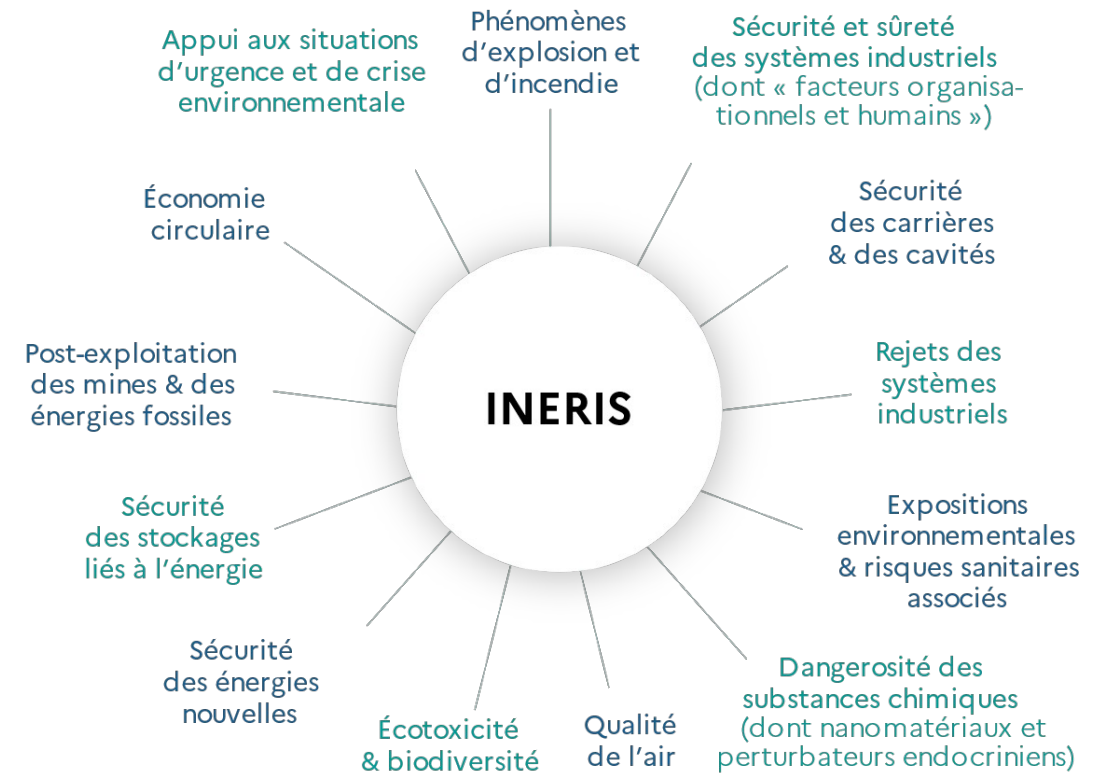 Phénomènes
d'explosion et
d'incendie
Sécurité et sûreté
des systèmes industriels
(dont « facteurs organisa-
tionnels et humains »)
Sécurité
des carrières
& des cavités
Rejets des
systèmes
industriels
Expositions
environnementales
& risques sanitaires
associés
Dangerosité des
substances chimiques
(dont nanomatériaux et
perturbateurs endocriniens)
Qualité
de l'air
Écotoxicité
& biodiversité
Sécurité
des énergies
nouvelles
Sécurité
des stockages
liés à l'énergie
Post-exploitation
des mines & des
énergies fossiles
Économie
circulaire
Appui aux situations
d'urgence et de crise
environnementale
INERIS